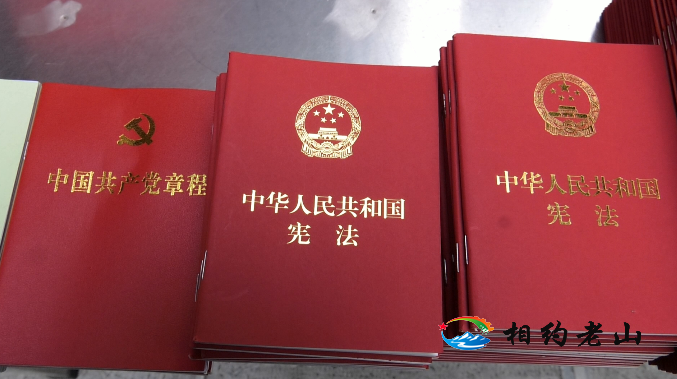 中国共产党章程
中华人民共和国
宪法
中华人民共和国
宪法
相约老山